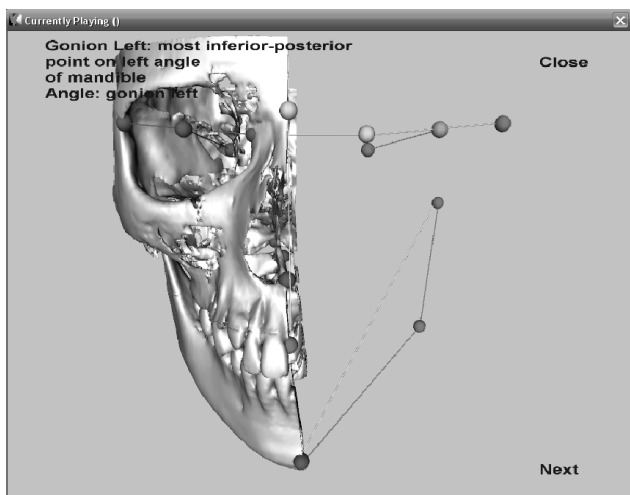 Currently Playing ()
Gonion Left: most inferior-posterior
point on left angle
of mandible
Angle: gonion left
Close
Next